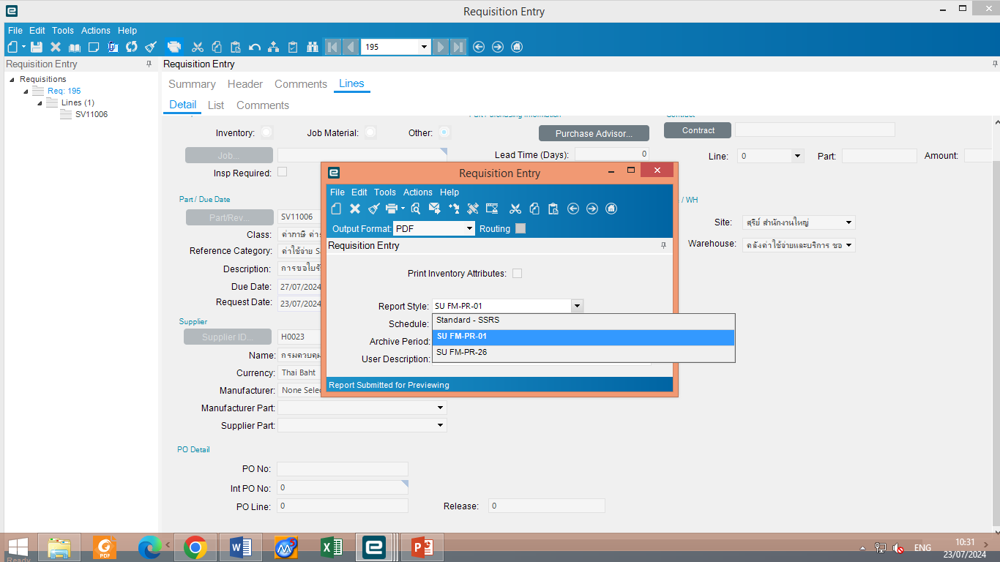 Requisition Entry
File Edit Tools Actions Help
195
Requisition Entry
Requisitions
Req: 195
Lines (1)
SV11006
Requisition Entry
Summary Header Comments Lines
Detail List Comments
Part Purchasing Information Contract
Inventory: Job Material: Other: Purchase Advisor... Contract
Job... Lead Time (Days): 0 Line: 0 Part: Amount:
Insp Required:
Part / Due Date / WH
Part/Rev... SV11006 Site: สุรีย์ สำนักงานใหญ่
Class: ค่าภาษี ค่า
Reference Category: ค่าใช้จ่าย Warehouse: คลังค่าใช้จ่ายและบริการ
Description: การขอใบ
Due Date: 27/07/2024
Request Date: 23/07/2024
Supplier
Supplier ID... H0023
Name: กรมควบคุม
Currency: Thai Baht
Manufacturer: None
Manufacturer Part:
Supplier Part:
PO Detail
PO No:
Int PO No: 0
PO Line: 0 Release: 0
Requisition Entry
File Edit Tools Actions Help
Output Format: PDF Routing
Requisition Entry
Print Inventory Attributes:
Report Style: SU FM-PR-01
Schedule:
Archive Period:
User Description:
Standard - SSRS
SU FM-PR-01
SU FM-PR-26
Report Submitted for Previewing
Ready
PDF
ENG
10:31
23/07/2024